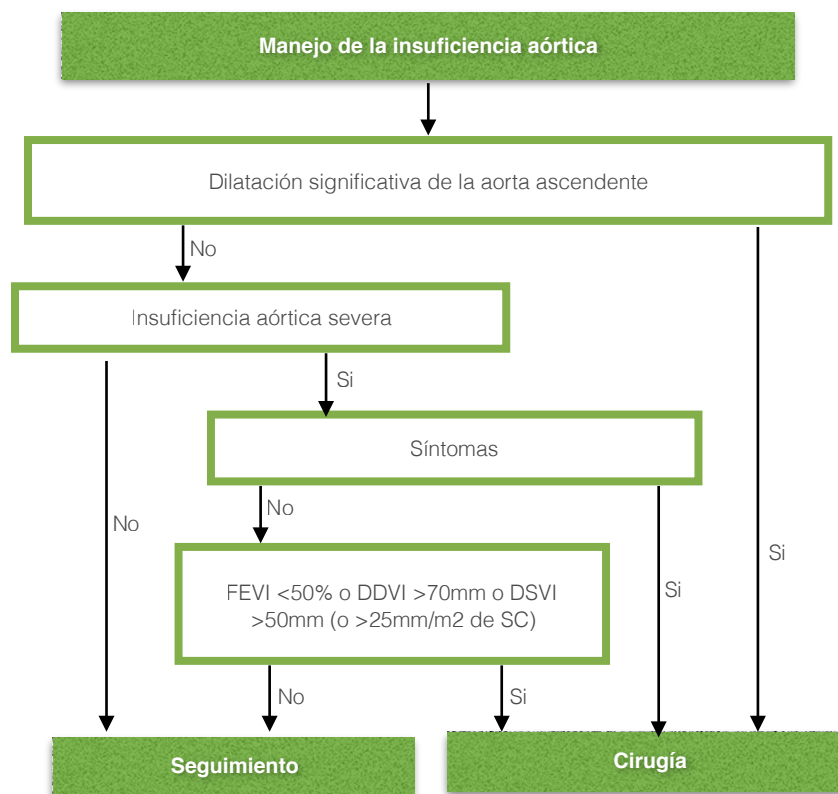 Manejo de la insuficiencia aórtica
Dilatación significativa de la aorta ascendente
No
Insuficiencia aórtica severa
Si
Síntomas
No
No
Si
Si
FEVI <50% o DDVI >70mm o DSVI
>50mm (o >25mm/m2 de SC)
No
Si
Seguimiento
Cirugía